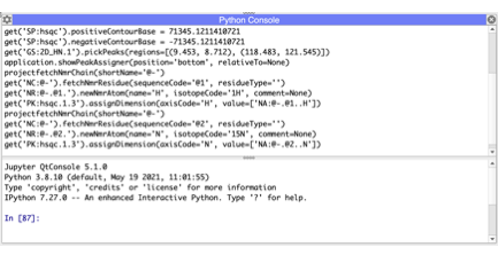 Python Console
get('SP:hsqc').positiveContourBase = 71345.1211410721
get('SP:hsqc').negativeContourBase = -71345.1211410721
get('GS:2D_HN.1').pickPeaks(regions=[(9.453, 8.712), (118.483, 121.545)])
application.showPeakAssigner(position='bottom', relativeTo=None)
projectfetchNmrChain(shortName='@-')
get('NC:@-').fetchNmrResidue(sequenceCode='@1', residueType='')
get('NR:@-.@1.').newNmrAtom(name='H', isotopeCode='1H', comment=None)
get('PK:hsqc.1.3').assignDimension(axisCode='H', value=['NA:@-.@1..H'])
projectfetchNmrChain(shortName='@-')
get('NC:@-').fetchNmrResidue(sequenceCode='@2', residueType='')
get('NR:@-.@2.').newNmrAtom(name='N', isotopeCode='15N', comment=None)
get('PK:hsqc.1.3').assignDimension(axisCode='N', value=['NA:@-.@2..N'])
Jupyter QtConsole 5.1.0
Python 3.8.10 (default, May 19 2021, 11:01:55)
Type 'copyright', 'credits' or 'license' for more information
IPython 7.27.0 -- An enhanced Interactive Python. Type '?' for help.
In [87]: